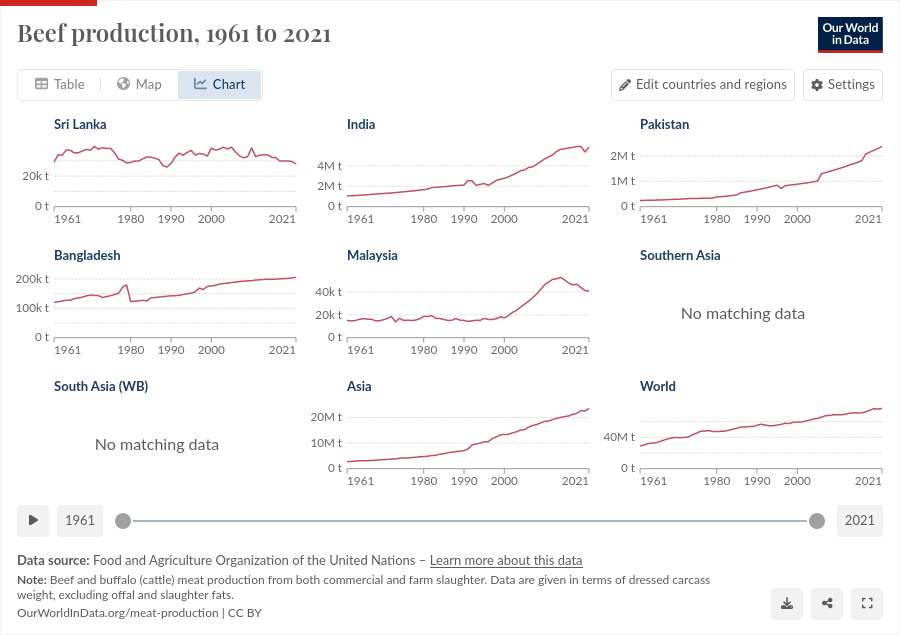 Beef production, 1961 to 2021
Our World
in Data
Table
Map
Chart
Edit countries and regions
Settings
Sri Lanka
20k t
0 t
1961 1980 1990 2000 2021
India
4M t
2M t
0 t
1961 1980 1990 2000 2021
Pakistan
2M t
1M t
0 t
1961 1980 1990 2000 2021
Bangladesh
200k t
100k t
0 t
1961 1980 1990 2000 2021
Malaysia
40k t
20k t
0 t
1961 1980 1990 2000 2021
Southern Asia
No matching data
South Asia (WB)
No matching data
Asia
20M t
10M t
0 t
1961 1980 1990 2000 2021
World
40M t
0 t
1961 1980 1990 2000 2021
1961
2021
Data source: Food and Agriculture Organization of the United Nations – Learn more about this data
Note: Beef and buffalo (cattle) meat production from both commercial and farm slaughter. Data are given in terms of dressed carcass
weight, excluding offal and slaughter fats.
OurWorldInData.org/meat-production | CC BY